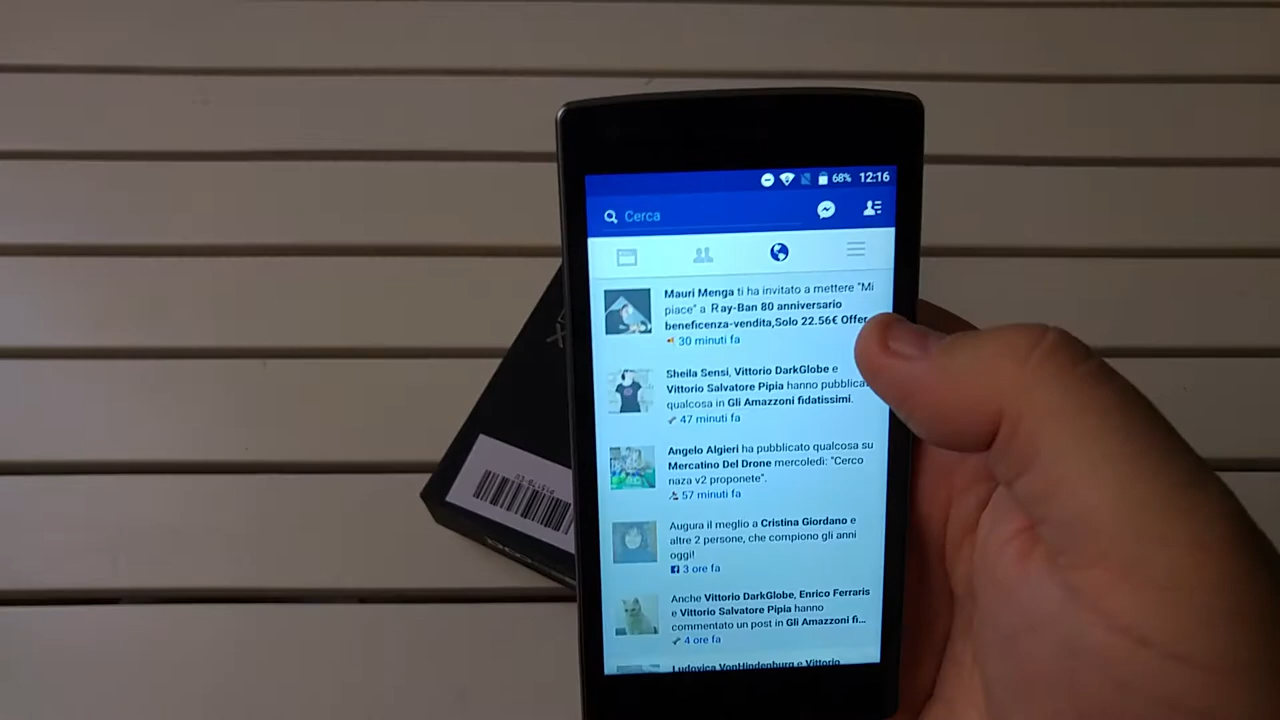 68% 12:16
Cerca
Mauri Menga ti ha invitato a mettere "Mi
piace" a Ray-Ban 80 anniversario
beneficenza-vendita,Solo 22.56€ Offer
30 minuti fa
Sheila Sensi, Vittorio DarkGlobe e
Vittorio Salvatore Pipia hanno pubblica
qualcosa in Gli Amazzoni fidatissimi.
47 minuti fa
Angelo Algieri ha pubblicato qualcosa su
Mercatino Del Drone mercoledì: "Cerco
naza v2 proponete".
57 minuti fa
Augura il meglio a Cristina Giordano e
altre 2 persone, che compiono gli anni
oggi!
3 ore fa
Anche Vittorio DarkGlobe, Enrico Ferraris
e Vittorio Salvatore Pipia hanno
commentato un post in Gli Amazzoni fi...
4 ore fa
Ludovica VonHindenburg e Vittorio